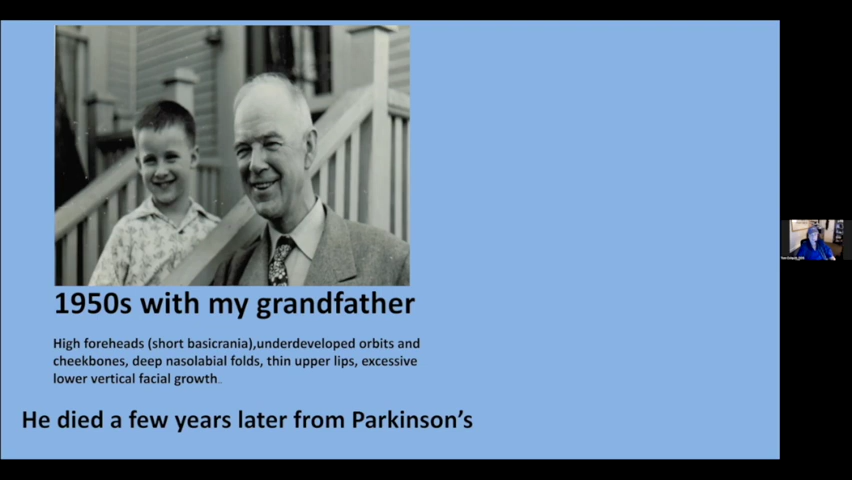 1950s with my grandfather
High foreheads (short basicrania),underdeveloped orbits and
cheekbones, deep nasolabial folds, thin upper lips, excessive
lower vertical facial growth..
He died a few years later from Parkinson’s